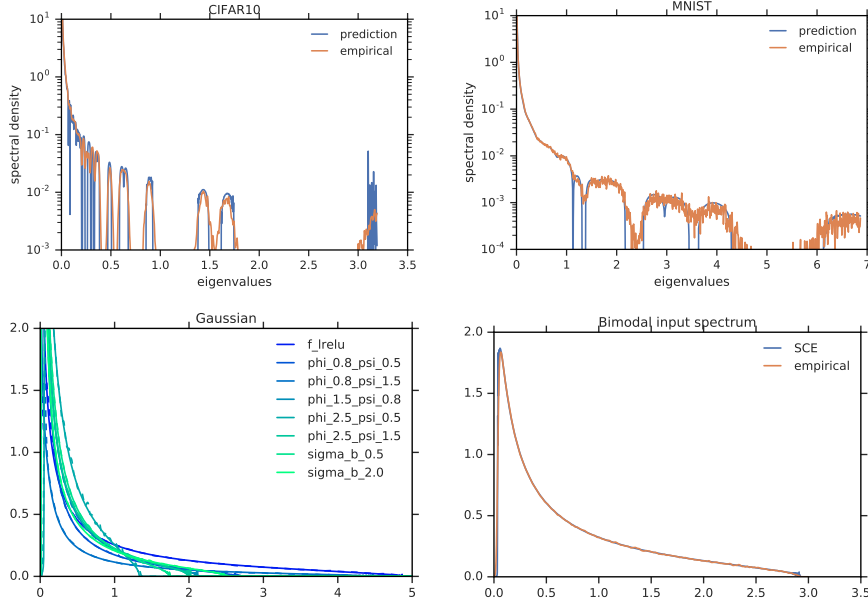 CIFAR10
10^1
10^0
10^-1
10^-2
10^-3
spectral density
prediction
empirical
0.0 0.5 1.0 1.5 2.0 2.5 3.0 3.5
eigenvalues
MNIST
10^1
10^0
10^-1
10^-2
10^-3
10^-4
spectral density
prediction
empirical
0 1 2 3 4 5 6 7
eigenvalues
Gaussian
2.0
1.5
1.0
0.5
0.0
f_lrelu
phi_0.8_psi_0.5
phi_0.8_psi_1.5
phi_1.5_psi_0.8
phi_2.5_psi_0.5
phi_2.5_psi_1.5
sigma_b_0.5
sigma_b_2.0
0 1 2 3 4 5
Bimodal input spectrum
2.0
1.5
1.0
0.5
0.0
SCE
empirical
0.0 0.5 1.0 1.5 2.0 2.5 3.0 3.5